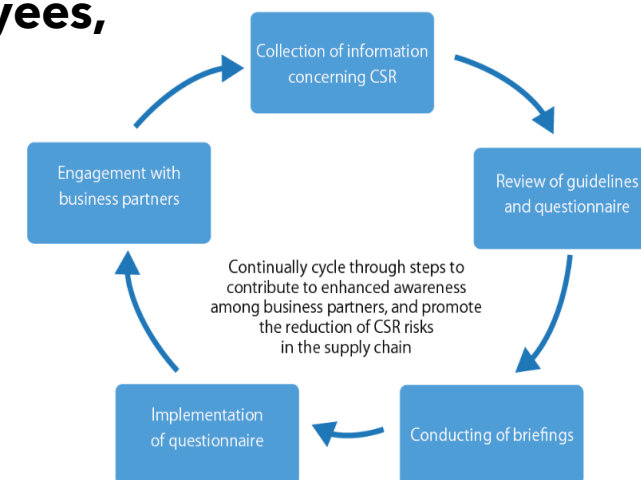 yees,
Collection of information
concerning CSR
Review of guidelines
and questionnaire
Conducting of briefings
Implementation
of questionnaire
Engagement with
business partners
Continually cycle through steps to
contribute to enhanced awareness
among business partners, and promote
the reduction of CSR risks
in the supply chain